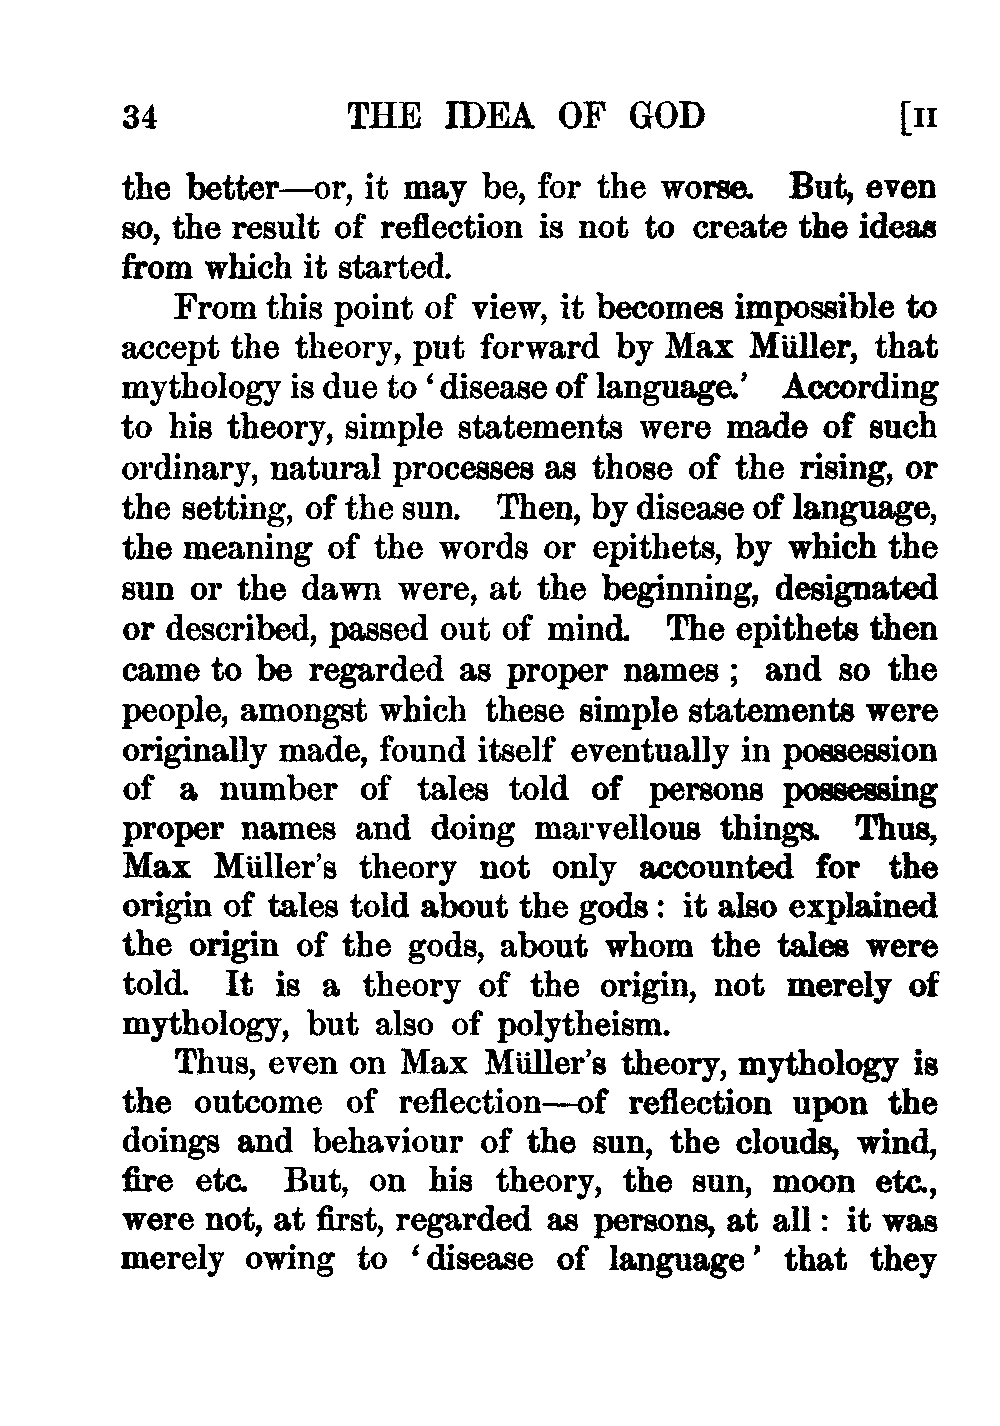 34 THE IDEA OF GOD [II
the better—or, it may be, for the worse. But, even
so, the result of reflection is not to create the ideas
from which it started.
From this point of view, it becomes impossible to
accept the theory, put forward by Max Müller, that
mythology is due to ‘disease of language.’ According
to his theory, simple statements were made of such
ordinary, natural processes as those of the rising, or
the setting, of the sun. Then, by disease of language,
the meaning of the words or epithets, by which the
sun or the dawn were, at the beginning, designated
or described, passed out of mind. The epithets then
came to be regarded as proper names; and so the
people, amongst which these simple statements were
originally made, found itself eventually in possession
of a number of tales told of persons possessing
proper names and doing marvellous things. Thus,
Max Müller’s theory not only accounted for the
origin of tales told about the gods: it also explained
the origin of the gods, about whom the tales were
told. It is a theory of the origin, not merely of
mythology, but also of polytheism.
Thus, even on Max Müller’s theory, mythology is
the outcome of reflection—of reflection upon the
doings and behaviour of the sun, the clouds, wind,
fire etc. But, on his theory, the sun, moon etc.,
were not, at first, regarded as persons, at all: it was
merely owing to ‘disease of language’ that they